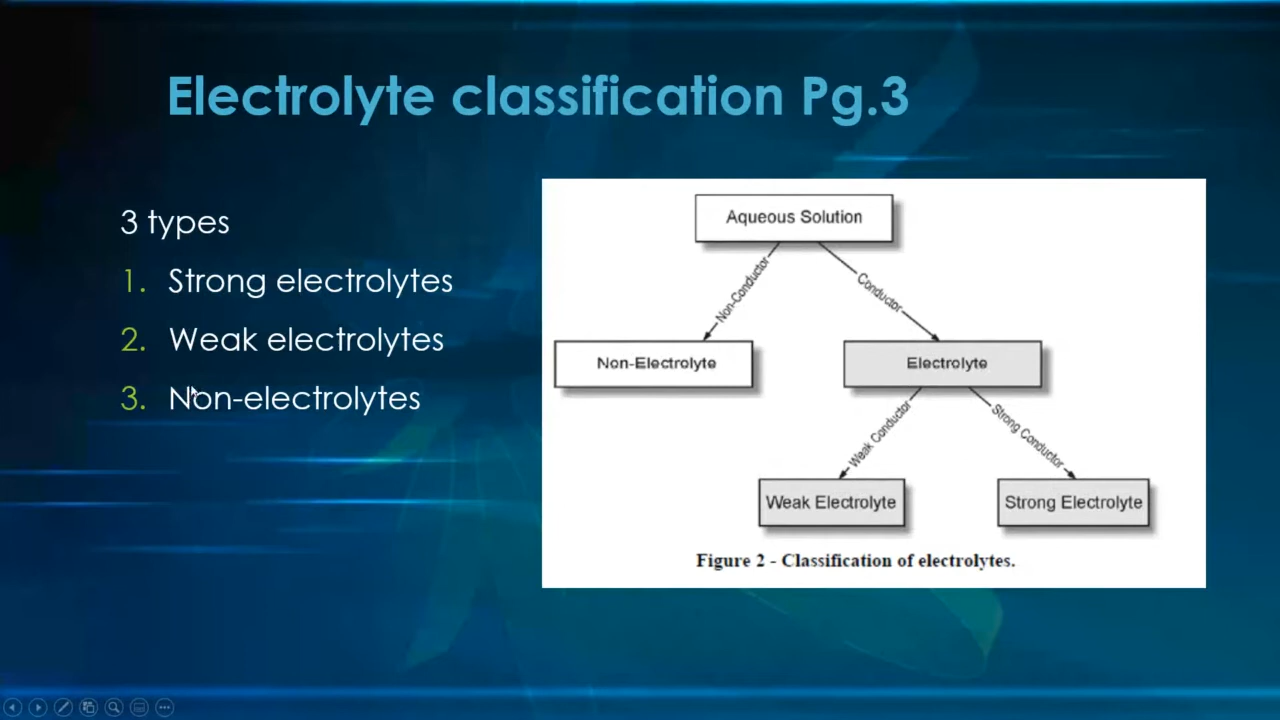 Electrolyte classification Pg.3
3 types
1. Strong electrolytes
2. Weak electrolytes
3. Non-electrolytes
Aqueous Solution
Non-Conductor
Conductor
Non-Electrolyte
Electrolyte
Weak Conductor
Strong Conductor
Weak Electrolyte
Strong Electrolyte
Figure 2 - Classification of electrolytes.